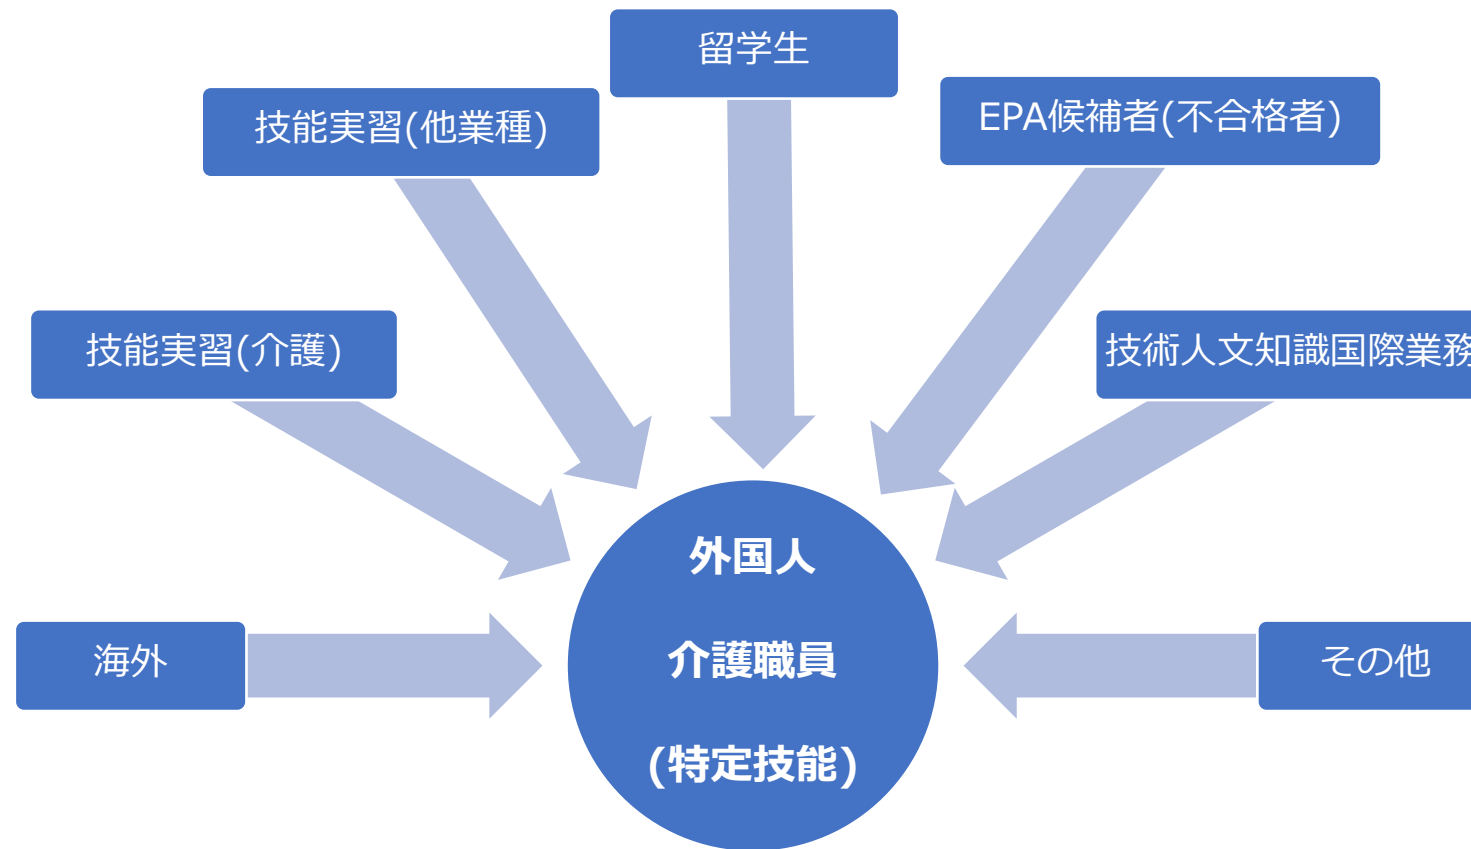 留学生
EPA候補者(不合格者)
技能実習(他業種)
技能実習(介護)
技術人文知識国際業務
外国人
介護職員
(特定技能)
海外
その他